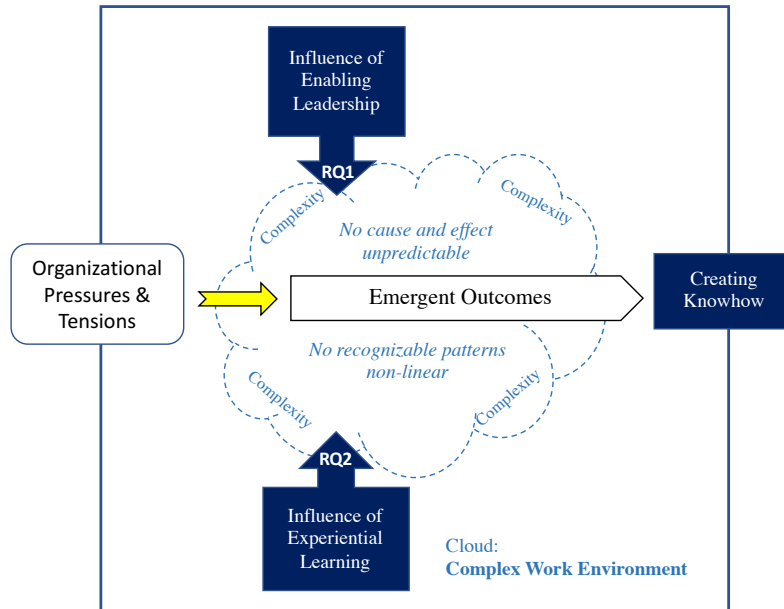 Influence of
Enabling
Leadership
RQ1
Complexity
Complexity
No cause and effect
unpredictable
Organizational
Pressures &
Tensions
Emergent Outcomes
Creating
Knowhow
No recognizable patterns
non-linear
Complexity
Complexity
RQ2
Influence of
Experiential
Learning
Cloud:
Complex Work Environment